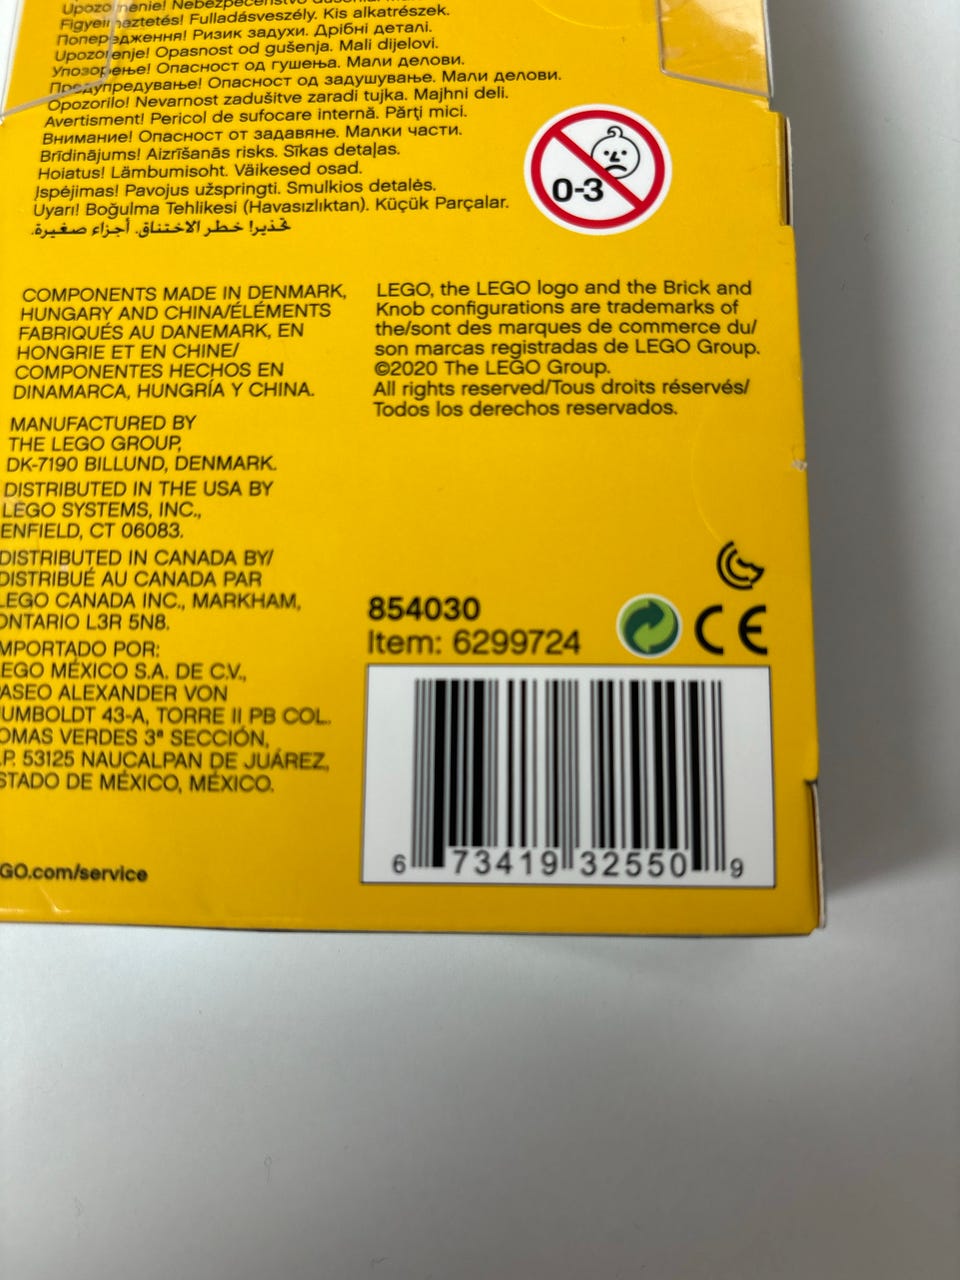 Figyelmeztetés! Fulladásveszély. Kis alkatrészek.
Попередження! Ризик задухи. Дрібні деталі.
Upozorenje! Opasnost od gušenja. Mali dijelovi.
Упозорење! Опасност од гушења. Мали делови.
Предупредување! Опасност од задушување. Мали делови.
Opozorilo! Nevarnost zadušitve zaradi tujka. Majhni deli.
Avertisment! Pericol de sufocare internă. Părţi mici.
Внимание! Опасност от задавяне. Малки части.
Brīdinājums! Aizrīšanās risks. Sīkas detaļas.
Hoiatus! Lämbumisoht. Väikesed osad.
Įspėjimas! Pavojus užspringti. Smulkios detalės.
Uyarı! Boğulma Tehlikesi (Havasızlıktan). Küçük Parçalar.
تحذير! خطر الاختناق. أجزاء صغيرة.
0-3
COMPONENTS MADE IN DENMARK,
HUNGARY AND CHINA/ÉLÉMENTS
FABRIQUÉS AU DANEMARK, EN
HONGRIE ET EN CHINE/
COMPONENTES HECHOS EN
DINAMARCA, HUNGRÍA Y CHINA.
MANUFACTURED BY
THE LEGO GROUP,
DK-7190 BILLUND, DENMARK.
DISTRIBUTED IN THE USA BY
LEGO SYSTEMS, INC.,
ENFIELD, CT 06083.
DISTRIBUTED IN CANADA BY/
DISTRIBUÉ AU CANADA PAR
LEGO CANADA INC., MARKHAM,
ONTARIO L3R 5N8.
MPORTADO POR:
EGO MÉXICO S.A. DE C.V.,
ASEO ALEXANDER VON
UMBOLDT 43-A, TORRE II PB COL.
OMAS VERDES 3ª SECCIÓN,
.P. 53125 NAUCALPAN DE JUÁREZ,
STADO DE MÉXICO, MÉXICO.
GO.com/service
LEGO, the LEGO logo and the Brick and
Knob configurations are trademarks of
the/sont des marques de commerce du/
son marcas registradas de LEGO Group.
©2020 The LEGO Group.
All rights reserved/Tous droits réservés/
Todos los derechos reservados.
854030
Item: 6299724
CE
6 73419 32550 9